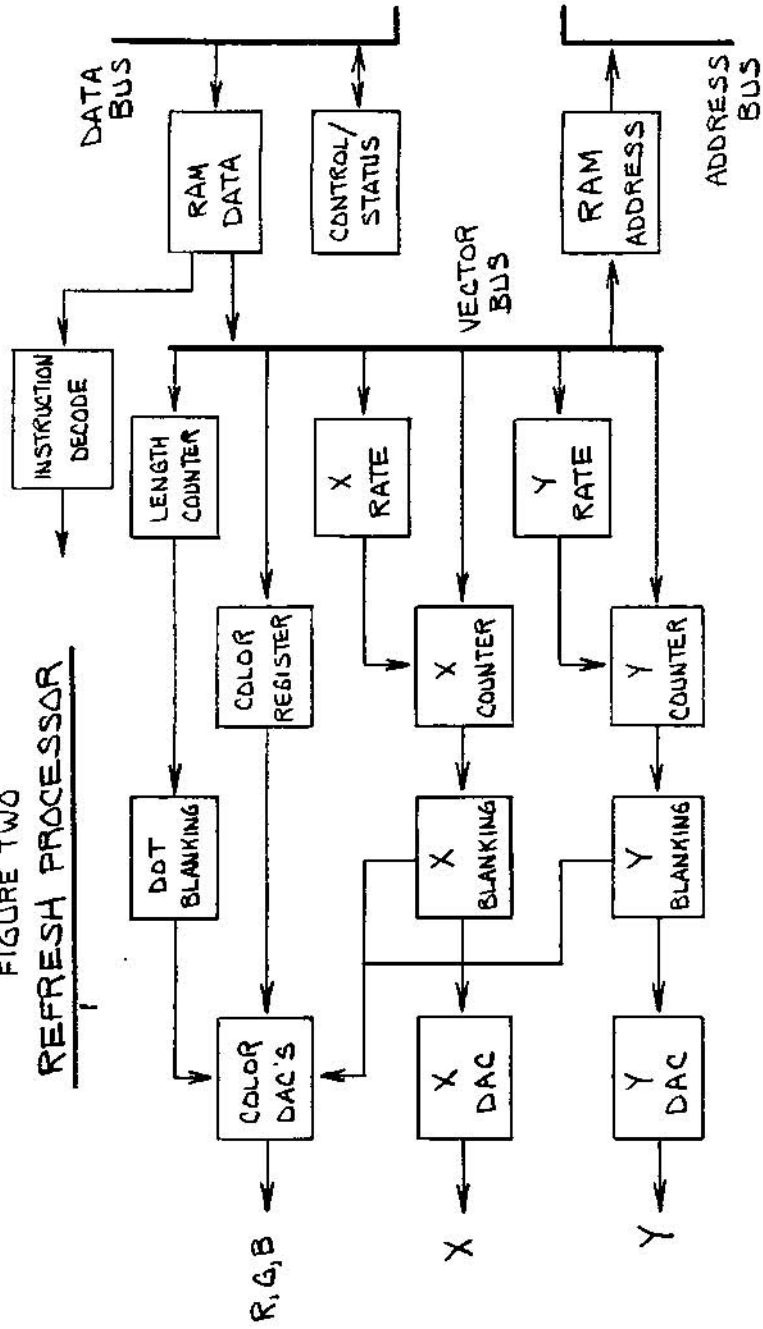 FIGURE TWO
REFRESH PROCESSOR
INSTRUCTION
DECODE
RAM
DATA
DATA
BUS
CONTROL/
STATUS
LENGTH
COUNTER
DOT
BLANKING
COLOR
REGISTER
COLOR
DAC'S
R,G,B
X
RATE
X
COUNTER
X
BLANKING
X
DAC
X
VECTOR
BUS
Y
RATE
Y
COUNTER
Y
BLANKING
Y
DAC
Y
RAM
ADDRESS
ADDRESS
BUS